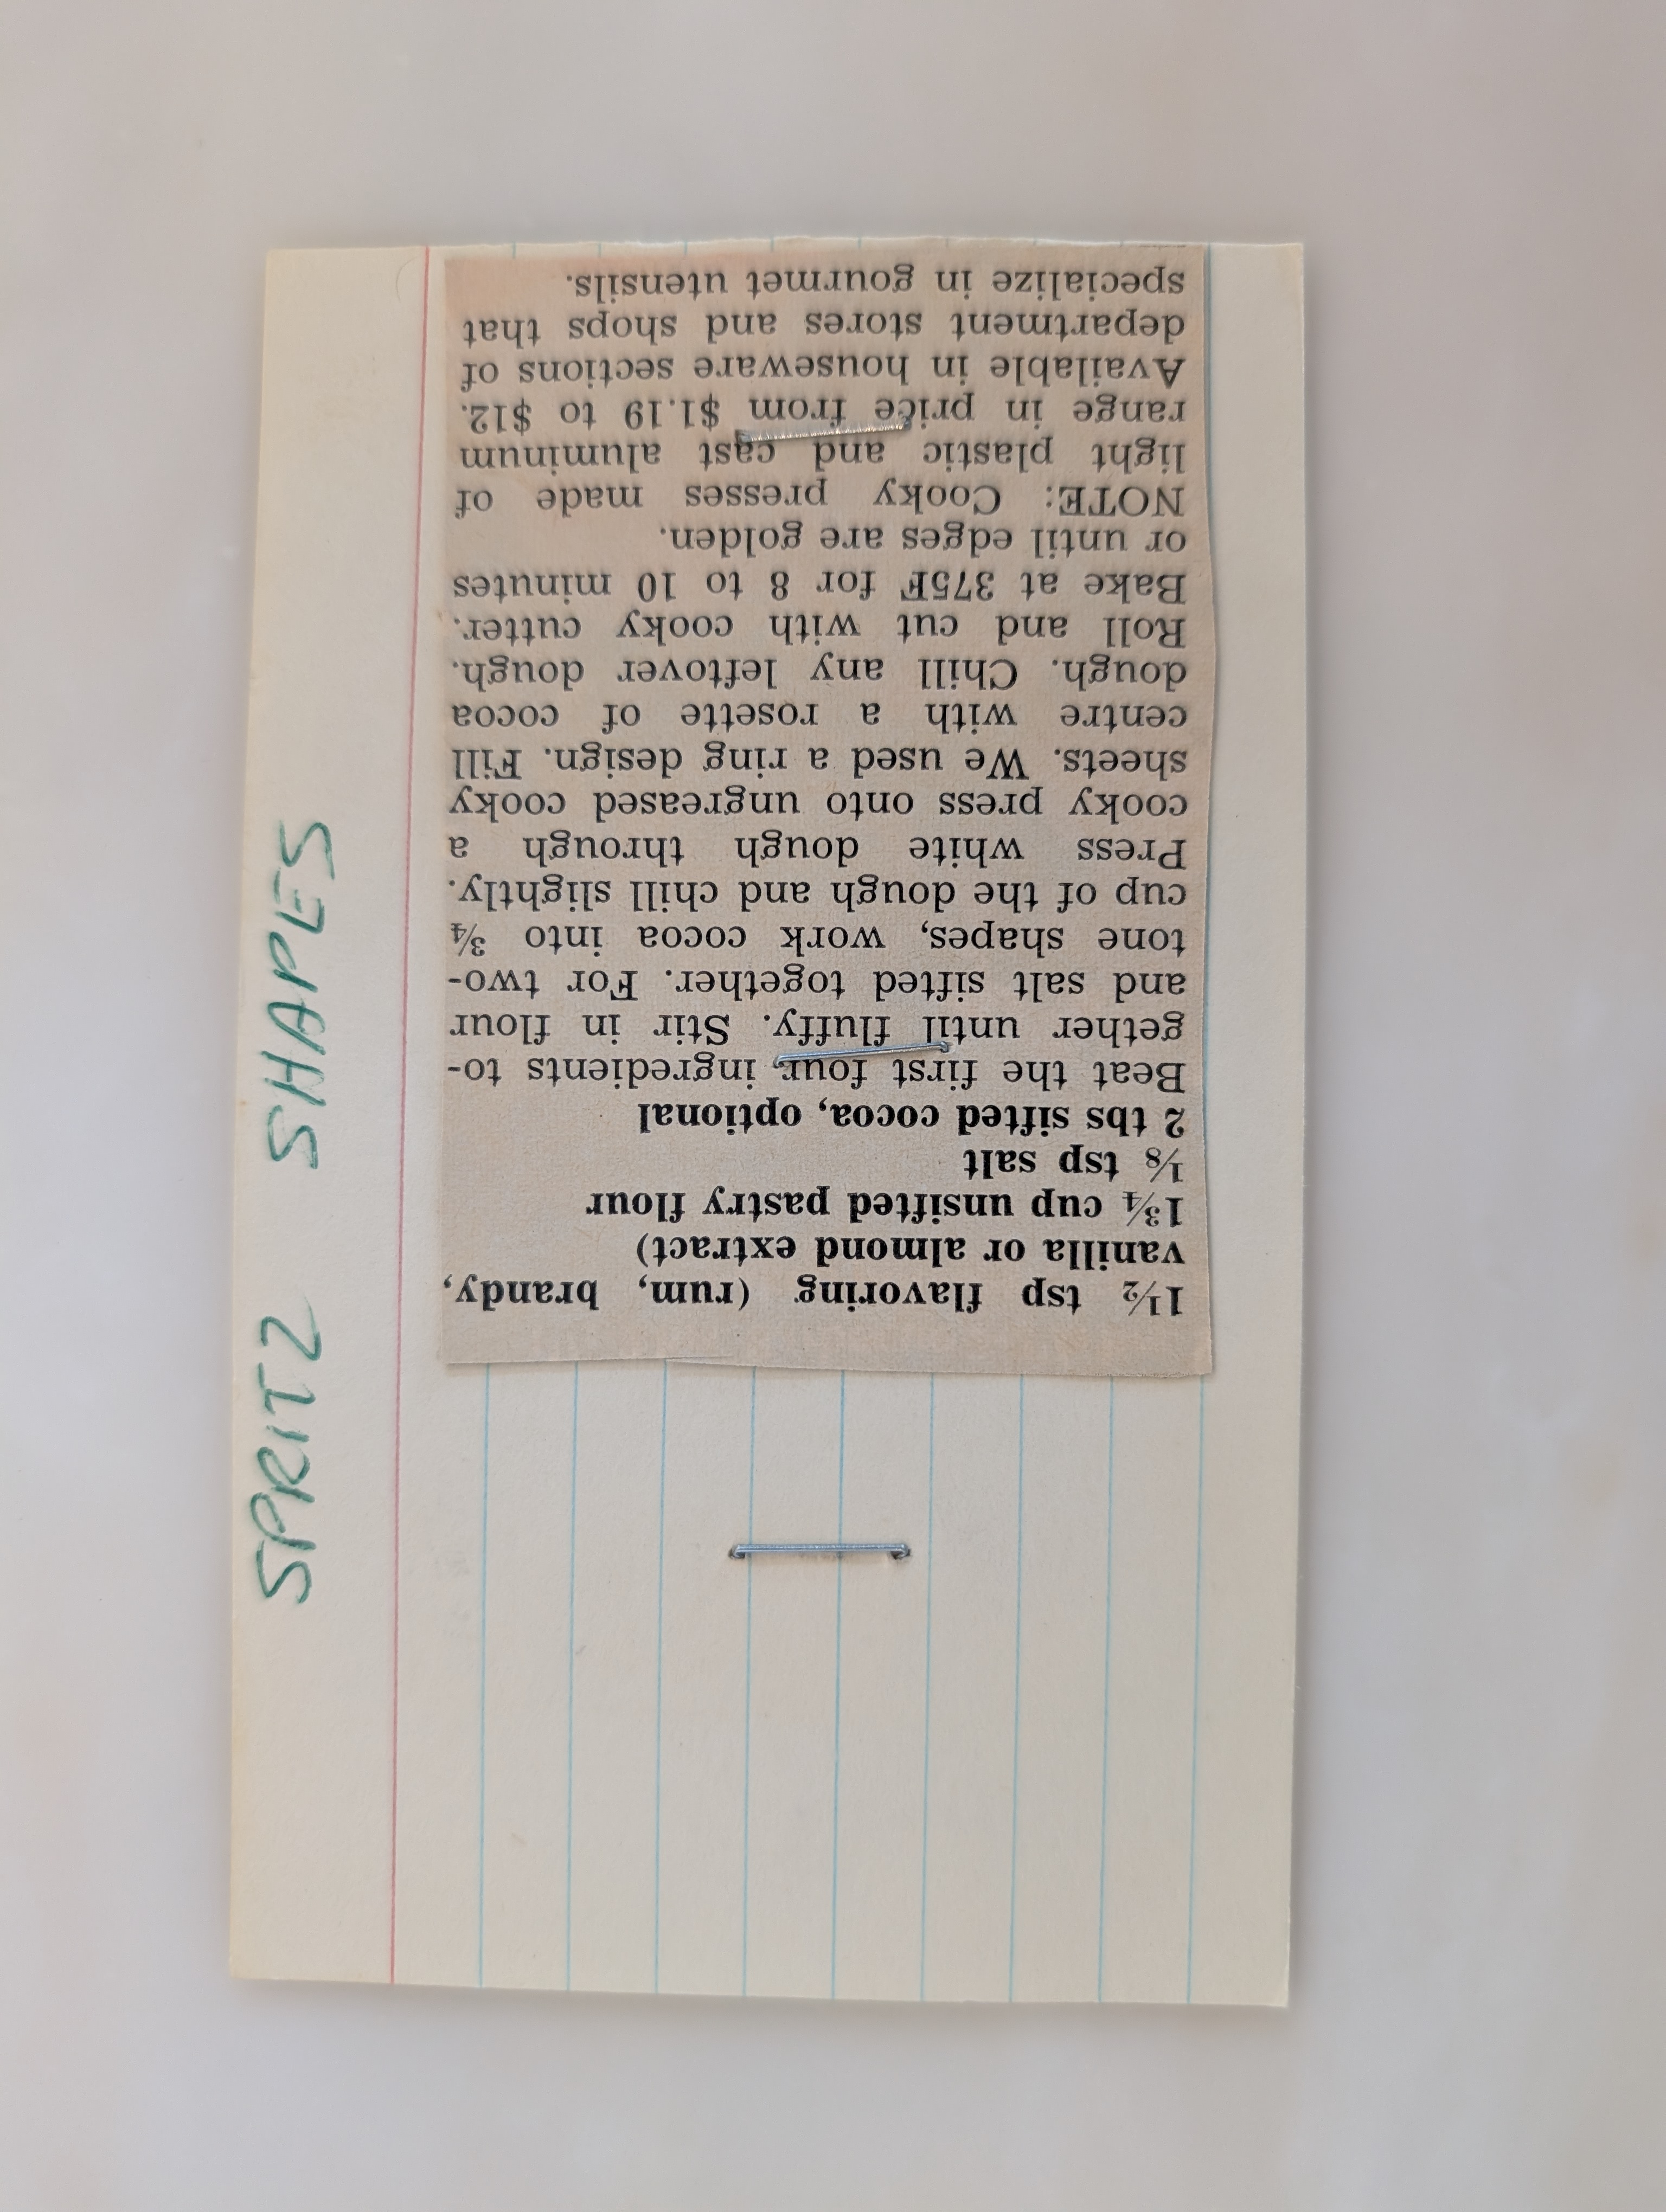 SPRITZ SHAPES
1½ tsp flavoring (rum, brandy,
vanilla or almond extract)
1¾ cup unsifted pastry flour
⅛ tsp salt
2 tbs sifted cocoa, optional
Beat the first four ingredients to-
gether until fluffy. Stir in flour
and salt sifted together. For two-
tone shapes, work cocoa into ¾
cup of the dough and chill slightly.
Press white dough through a
cooky press onto ungreased cooky
sheets. We used a ring design. Fill
centre with a rosette of cocoa
dough. Chill any leftover dough.
Roll and cut with cooky cutter.
Bake at 375F for 8 to 10 minutes
or until edges are golden.
NOTE: Cooky presses made of
light plastic and cast aluminum
range in price from $1.19 to $12.
Available in houseware sections of
department stores and shops that
specialize in gourmet utensils.